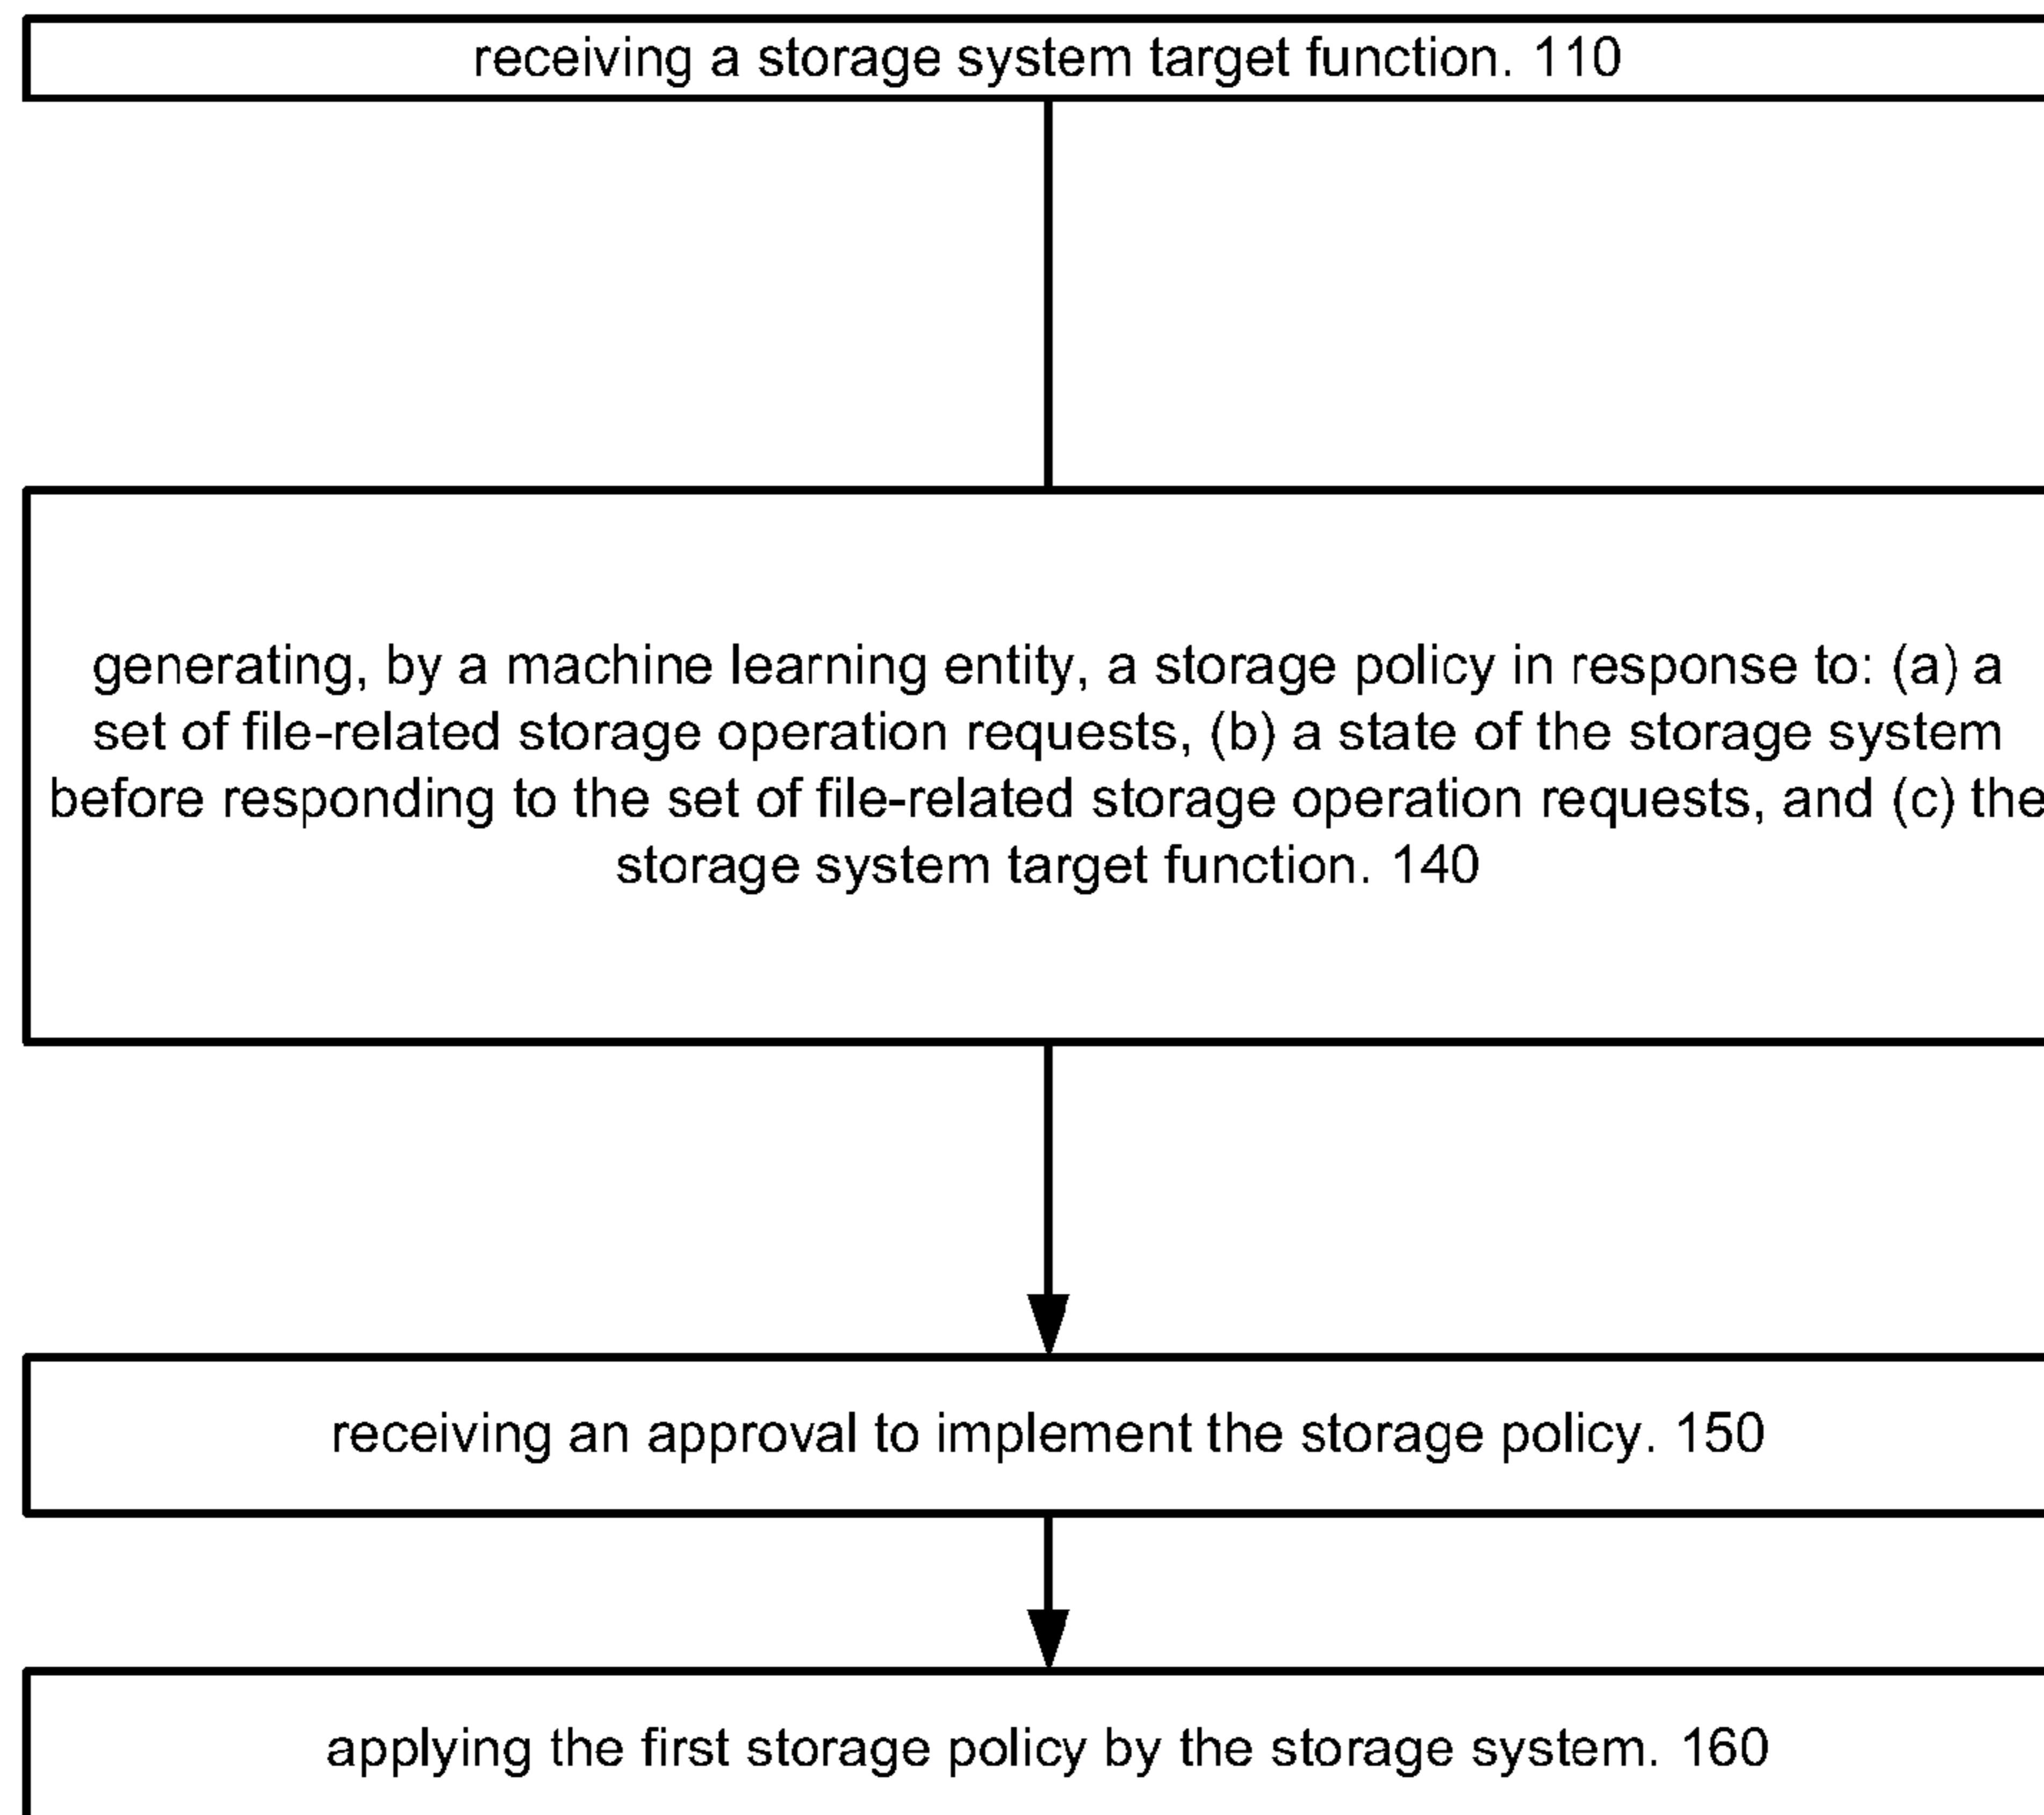 receiving a storage system target function. 110
generating, by a machine learning entity, a storage policy in response to: (a) a
set of file-related storage operation requests, (b) a state of the storage system
before responding to the set of file-related storage operation requests, and (c) the
storage system target function. 140
receiving an approval to implement the storage policy. 150
applying the first storage policy by the storage system. 160